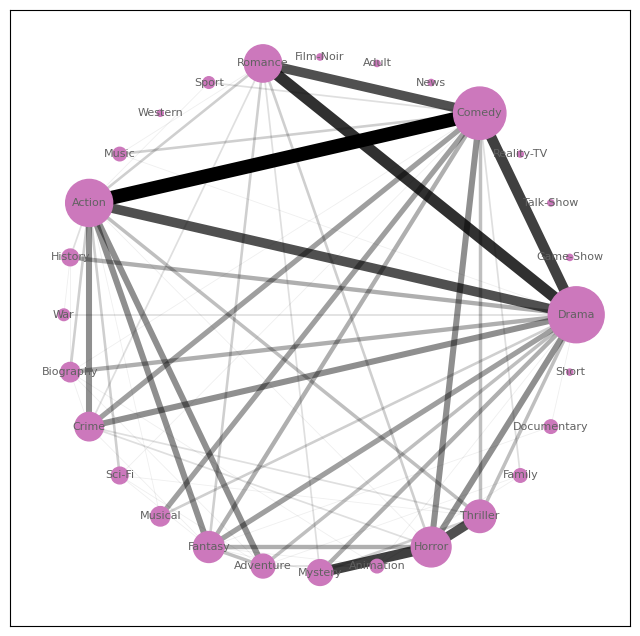 Film-Noir
Romance
Adult
Sport
News
Western
Comedy
Music
Reality-TV
Action
Talk-Show
History
Game-Show
War
Drama
Biography
Short
Crime
Documentary
Sci-Fi
Family
Musical
Thriller
Fantasy
Horror
Adventure
Animation
Mystery